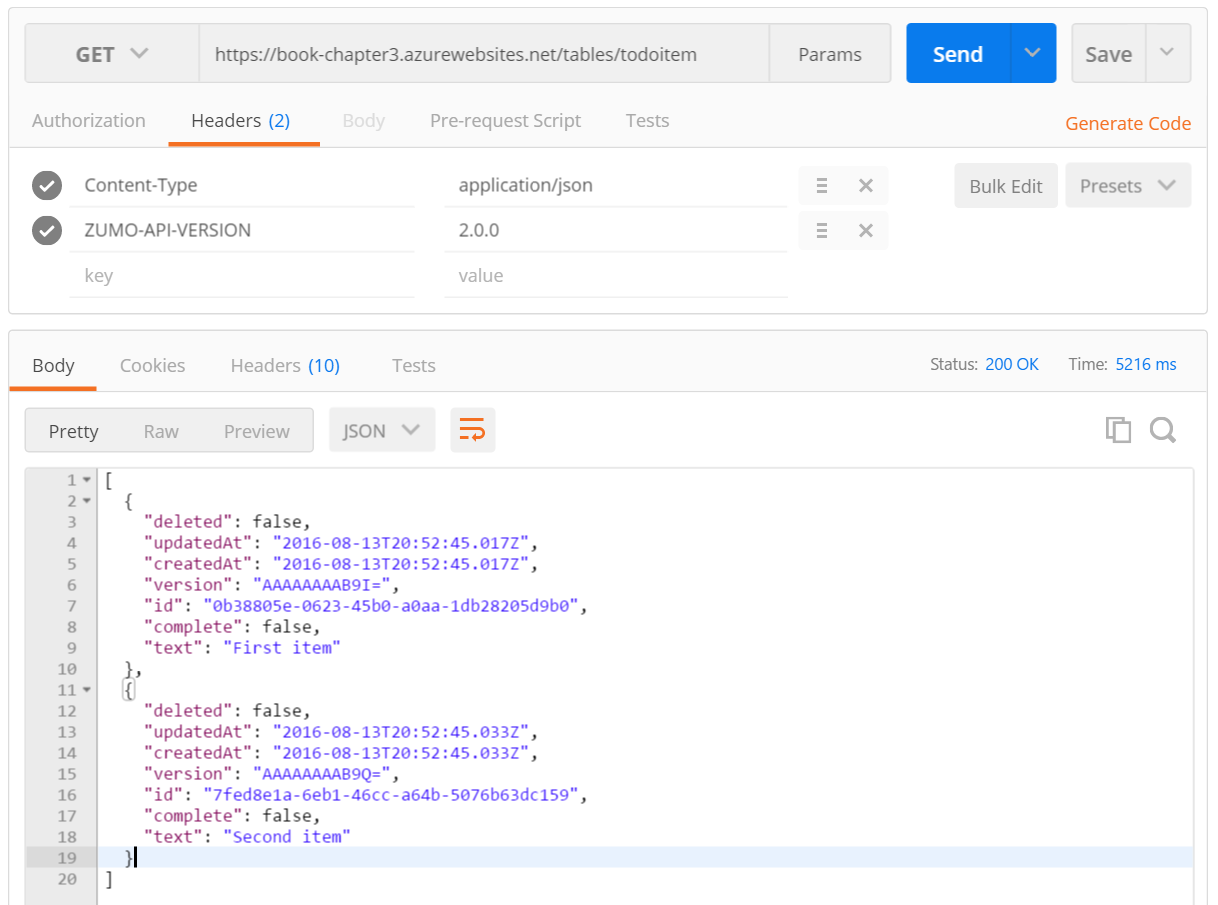 GET https://book-chapter3.azurewebsites.net/tables/todoitem Params Send Save
Authorization Headers (2) Body Pre-request Script Tests Generate Code
Content-Type application/json Bulk Edit Presets
ZUMO-API-VERSION 2.0.0
key value
Body Cookies Headers (10) Tests Status: 200 OK Time: 5216 ms
Pretty Raw Preview JSON
1 [
2 {
3 "deleted": false,
4 "updatedAt": "2016-08-13T20:52:45.017Z",
5 "createdAt": "2016-08-13T20:52:45.017Z",
6 "version": "AAAAAAAAB9I=",
7 "id": "0b38805e-0623-45b0-a0aa-1db28205d9b0",
8 "complete": false,
9 "text": "First item"
10 },
11 {
12 "deleted": false,
13 "updatedAt": "2016-08-13T20:52:45.033Z",
14 "createdAt": "2016-08-13T20:52:45.033Z",
15 "version": "AAAAAAAAB9Q=",
16 "id": "7fed8e1a-6eb1-46cc-a64b-5076b63dc159",
17 "complete": false,
18 "text": "Second item"
19 }
20 ]